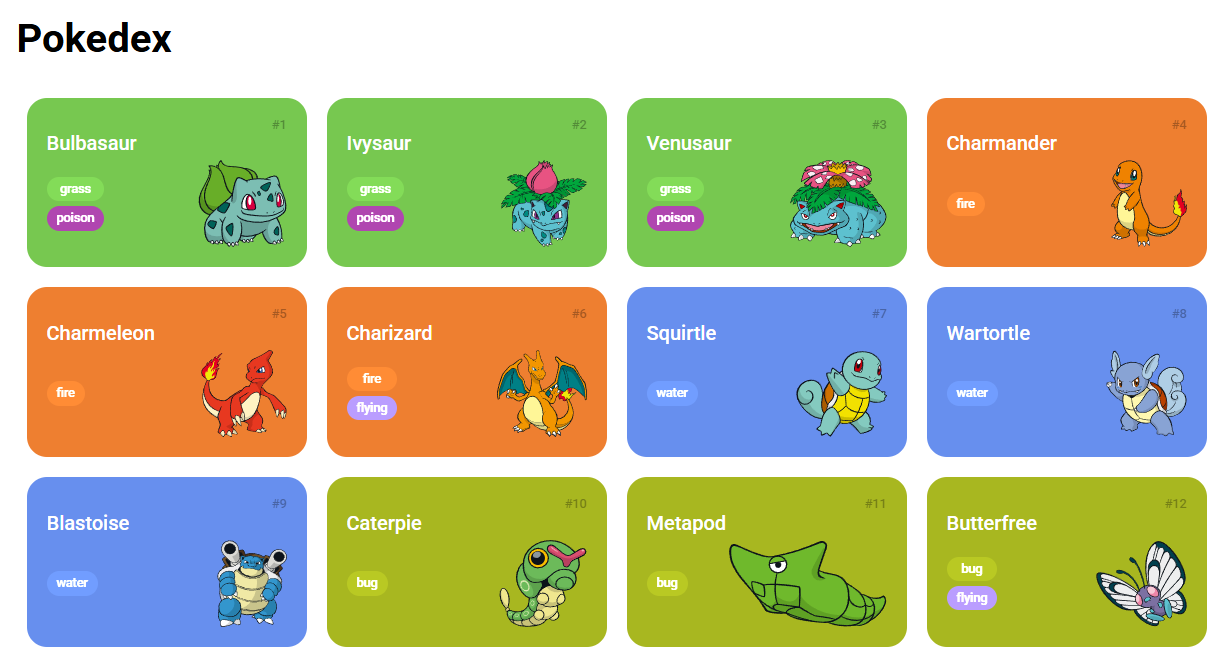 Pokedex
#1
Bulbasaur
grass
poison
#2
Ivysaur
grass
poison
#3
Venusaur
grass
poison
#4
Charmander
fire
#5
Charmeleon
fire
#6
Charizard
fire
flying
#7
Squirtle
water
#8
Wartortle
water
#9
Blastoise
water
#10
Caterpie
bug
#11
Metapod
bug
#12
Butterfree
bug
flying